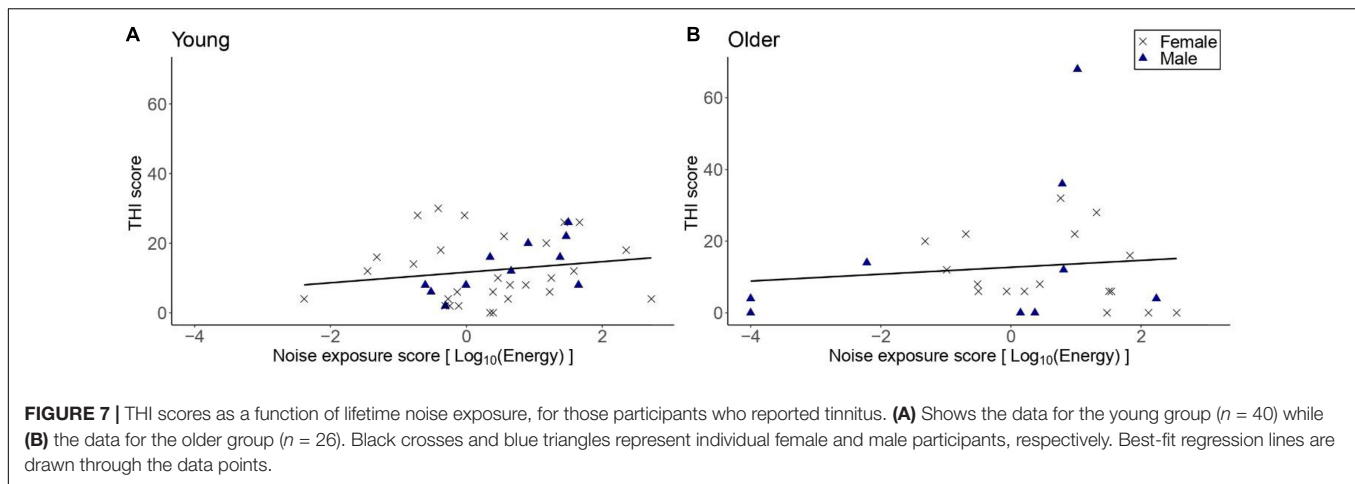 A Young
60
40
20
0
THI score
−4 −2 0 2
Noise exposure score [ Log₁₀(Energy) ]
B Older
Female
Male
60
40
20
0
THI score
−4 −2 0 2
Noise exposure score [ Log₁₀(Energy) ]
FIGURE 7 | THI scores as a function of lifetime noise exposure, for those participants who reported tinnitus. (A) Shows the data for the young group (n = 40) while
(B) the data for the older group (n = 26). Black crosses and blue triangles represent individual female and male participants, respectively. Best-fit regression lines are
drawn through the data points.